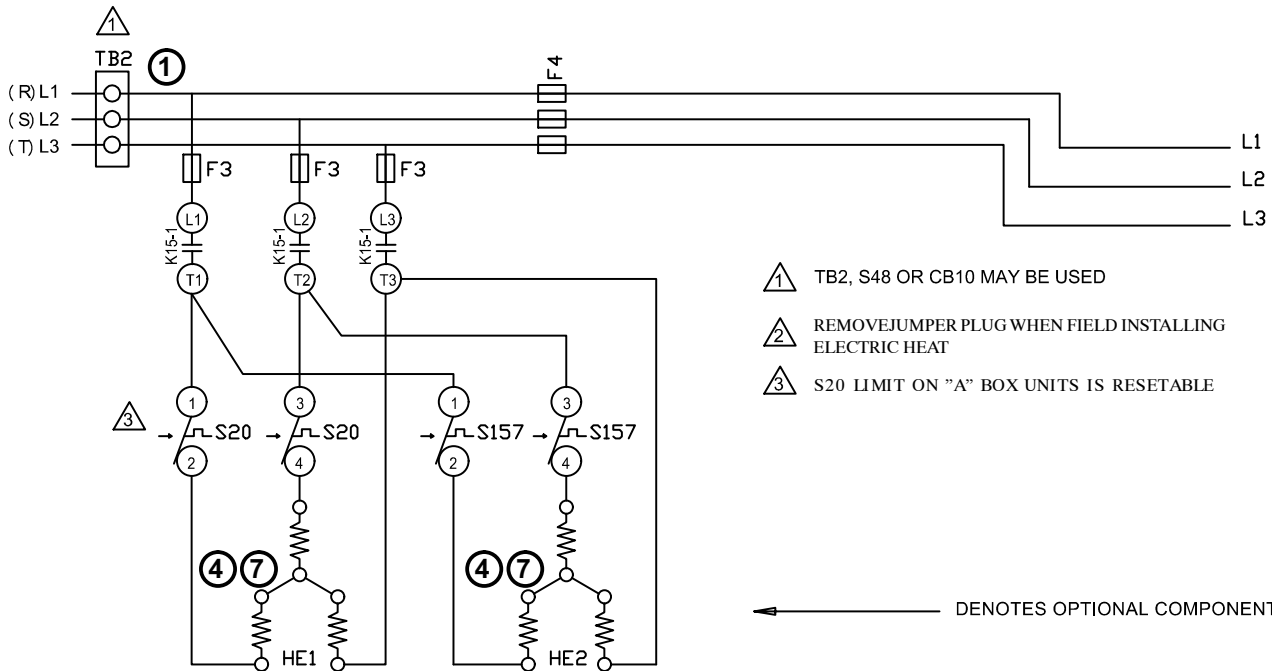 1
TB2
1
F4
(R)L1
(S)L2
(T)L3
L1
L2
L3
F3
F3
F3
L1
L2
L3
K15-1
K15-1
K15-1
T1
T2
T3
1
TB2, S48 OR CB10 MAY BE USED
2
REMOVEJUMPER PLUG WHEN FIELD INSTALLING
ELECTRIC HEAT
3
S20 LIMIT ON "A" BOX UNITS IS RESETABLE
1
3
1
3
3
S20
S20
S157
S157
2
4
2
4
4 7
4 7
HE1
HE2
DENOTES OPTIONAL COMPONENT